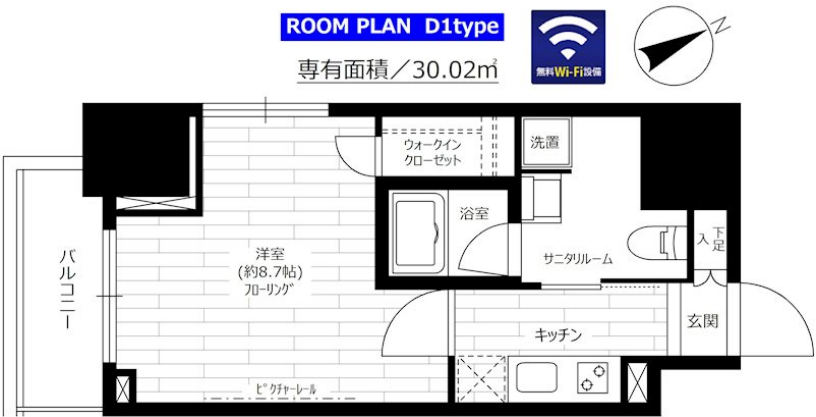 ROOM PLAN D1type
専有面積／30.02㎡
無料Wi-Fi設備
N
ウォークイン
クローゼット
洗置
浴室
サニタリルーム
下足
入
洋室
(約8.7帖)
フローリング
バルコニー
キッチン
玄関
ピクチャーレール